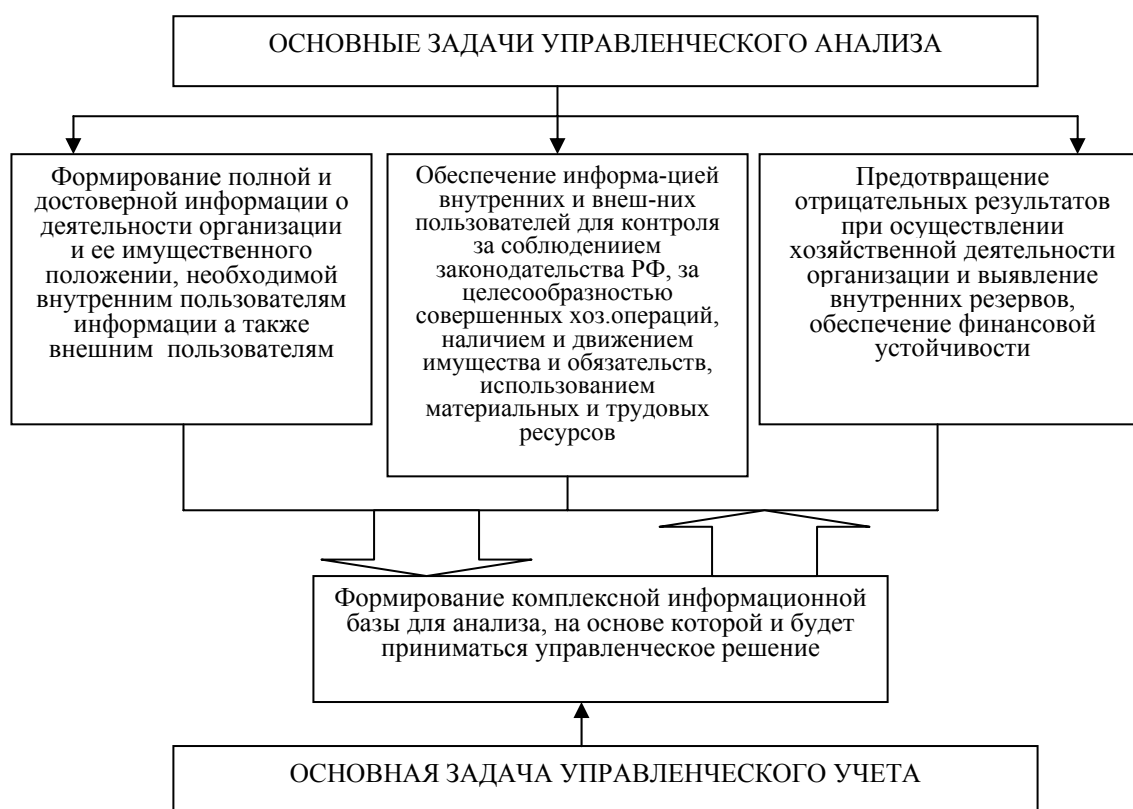 ОСНОВНЫЕ ЗАДАЧИ УПРАВЛЕНЧЕСКОГО АНАЛИЗА
Формирование полной и
достоверной информации о
деятельности организации
и ее имущественного
положении, необходимой
внутренним пользователям
информации а также
внешним пользователям
Обеспечение информа-цией
внутренних и внеш-них
пользователей для контроля
за соблюдениием
законодательства РФ, за
целесообразностью
совершенных хоз.операций,
наличием и движением
имущества и обязательств,
использованием
материальных и трудовых
ресурсов
Предотвращение
отрицательных результатов
при осуществлении
хозяйственной деятельности
организации и выявление
внутренних резервов,
обеспечение финансовой
устойчивости
Формирование комплексной информационной
базы для анализа, на основе которой и будет
приниматься управленческое решение
ОСНОВНАЯ ЗАДАЧА УПРАВЛЕНЧЕСКОГО УЧЕТА